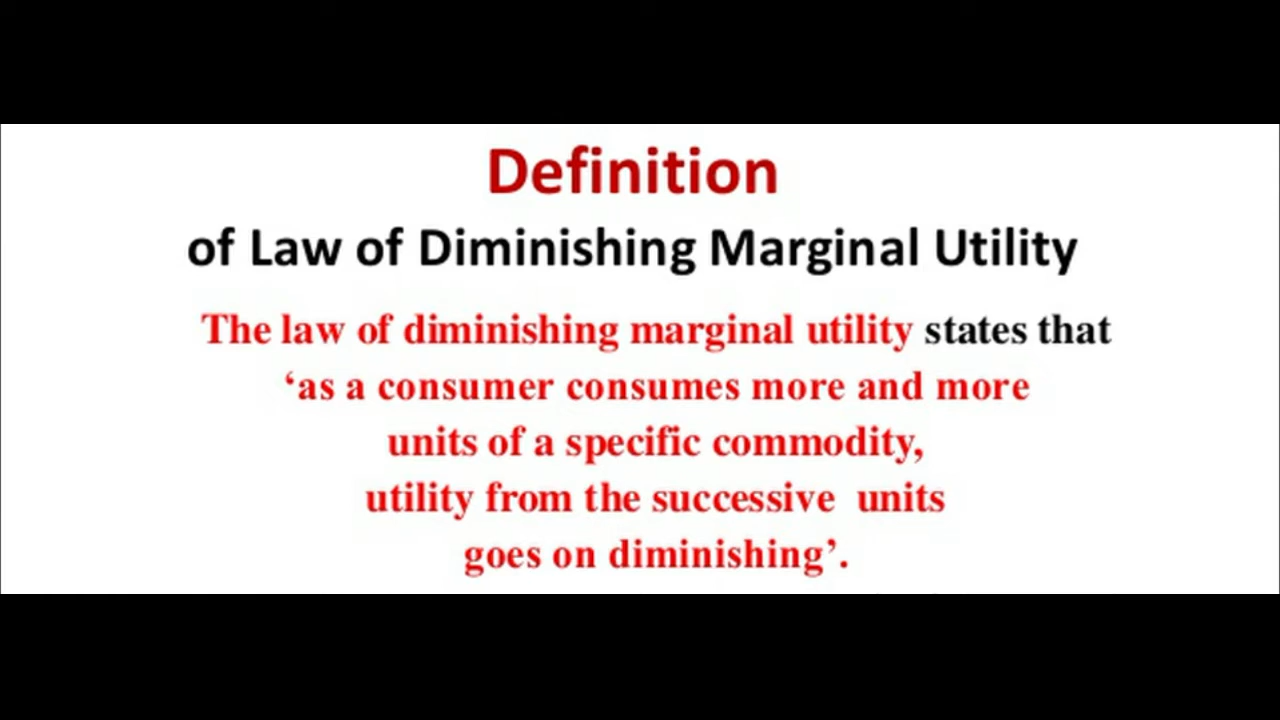 Definition
of Law of Diminishing Marginal Utility
The law of diminishing marginal utility states that
‘as a consumer consumes more and more
units of a specific commodity,
utility from the successive units
goes on diminishing’.